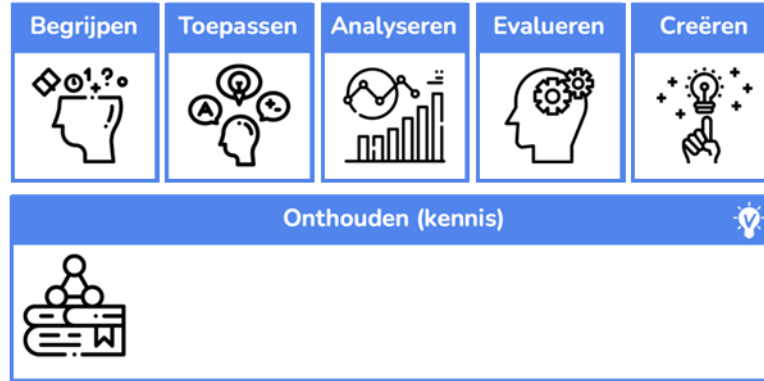 Begrijpen
Toepassen
Analyseren
Evalueren
Creëren
Onthouden (kennis)